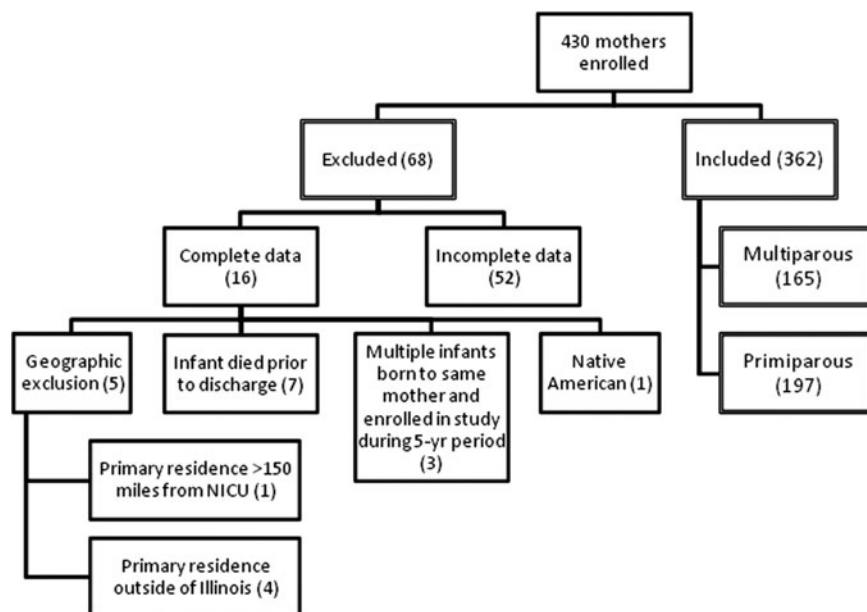 430 mothers
enrolled
Excluded (68)
Included (362)
Complete data
(16)
Incomplete data
(52)
Multiparous
(165)
Primiparous
(197)
Geographic
exclusion (5)
Infant died prior
to discharge (7)
Multiple infants
born to same
mother and
enrolled in study
during 5-yr period
(3)
Native
American (1)
Primary residence >150
miles from NICU (1)
Primary residence
outside of Illinois (4)